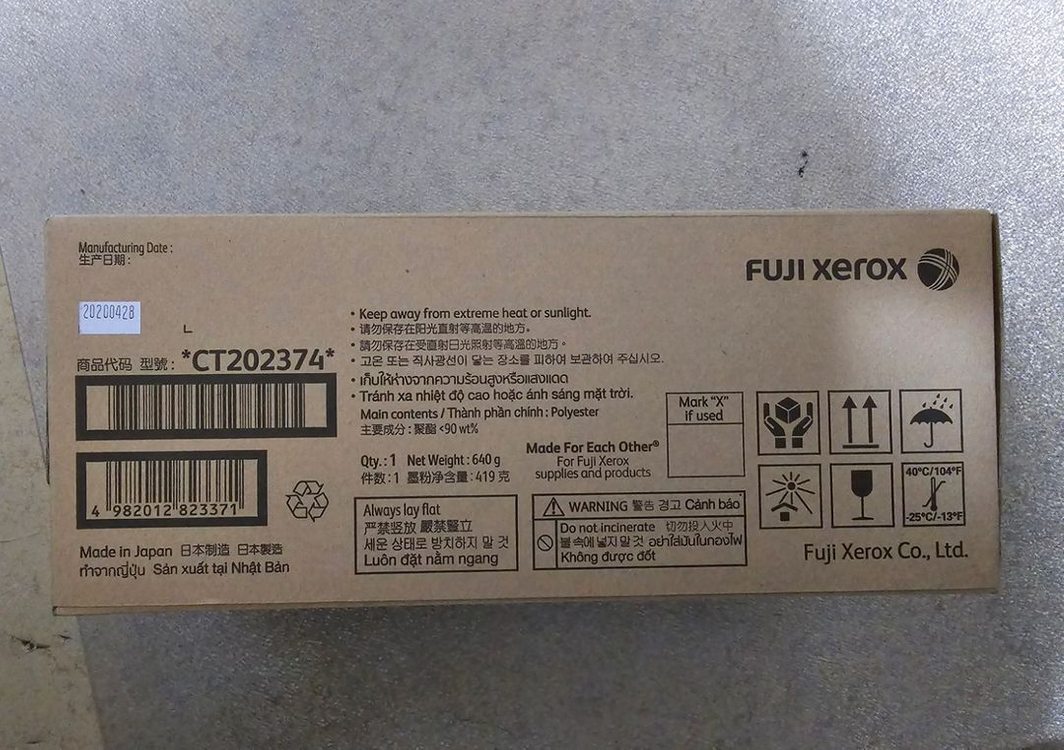 Manufacturing Date :
生产日期:
20200428
FUJI xerox
商品代码 型號: *CT202374*
4 982012 823371
Made in Japan 日本制造 日本製造
ทำจากญี่ปุ่น Sản xuất tại Nhật Bản
• Keep away from extreme heat or sunlight.
• 请勿保存在阳光直射等高温的地方。
• 請勿保存在受直射日光照射等高溫的地方。
• 고온 또는 직사광선이 닿는 장소를 피하여 보관하여 주십시오.
• เก็บให้ห่างจากความร้อนสูงหรือแสงแดด
• Tránh xa nhiệt độ cao hoặc ánh sáng mặt trời.
Main contents / Thành phần chính : Polyester
主要成分: 聚酯 <90 wt%
Qty. : 1 Net Weight : 640 g
件数: 1 墨粉净含量: 419 克
Made For Each Other®
For Fuji Xerox
supplies and products
Mark "X"
if used
Always lay flat
严禁竖放 嚴禁豎立
세운 상태로 방치하지 말 것
Luôn đặt nằm ngang
WARNING 警告 경고 Cảnh báo
Do not incinerate 切勿投入火中
불 속에 넣지 말 것 อย่าใส่มันในกองไฟ
Không được đốt
40°C/104°F
-25°C/-13°F
Fuji Xerox Co., Ltd.